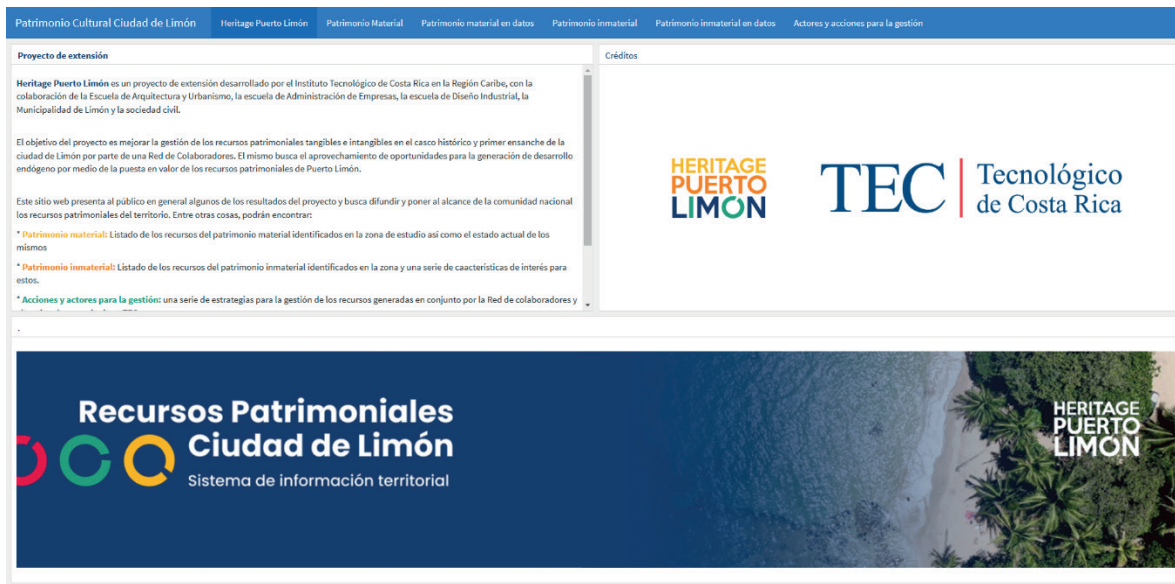 Patrimonio Cultural Ciudad de Limón Heritage Puerto Limón Patrimonio Material Patrimonio material en datos Patrimonio inmaterial Patrimonio inmaterial en datos Actores y acciones para la gestión
Proyecto de extensión
Heritage Puerto Limón es un proyecto de extensión desarrollado por el Instituto Tecnológico de Costa Rica en la Región Caribe, con la
colaboración de la Escuela de Arquitectura y Urbanismo, la escuela de Administración de Empresas, la escuela de Diseño Industrial, la
Municipalidad de Limón y la sociedad civil.
El objetivo del proyecto es mejorar la gestión de los recursos patrimoniales tangibles e intangibles en el casco histórico y primer ensanche de la
ciudad de Limón por parte de una Red de Colaboradores. El mismo busca el aprovechamiento de oportunidades para la generación de desarrollo
endógeno por medio de la puesta en valor de los recursos patrimoniales de Puerto Limón.
Este sitio web presenta al público en general algunos de los resultados del proyecto y busca difundir y poner al alcance de la comunidad nacional
los recursos patrimoniales del territorio. Entre otras cosas, podrán encontrar:
* Patrimonio material: Listado de los recursos del patrimonio material identificados en la zona de estudio así como el estado actual de los
mismos
* Patrimonio inmaterial: Listado de los recursos del patrimonio inmaterial identificados en la zona y una serie de caacterísticas de interés para
estos.
* Acciones y actores para la gestión: una serie de estrategias para la gestión de los recursos generadas en conjunto por la Red de colaboradores y
Créditos
HERITAGE
PUERTO
LIMÓN
TEC Tecnológico
de Costa Rica
.
Recursos Patrimoniales
Ciudad de Limón
Sistema de información territorial
HERITAGE
PUERTO
LIMÓN